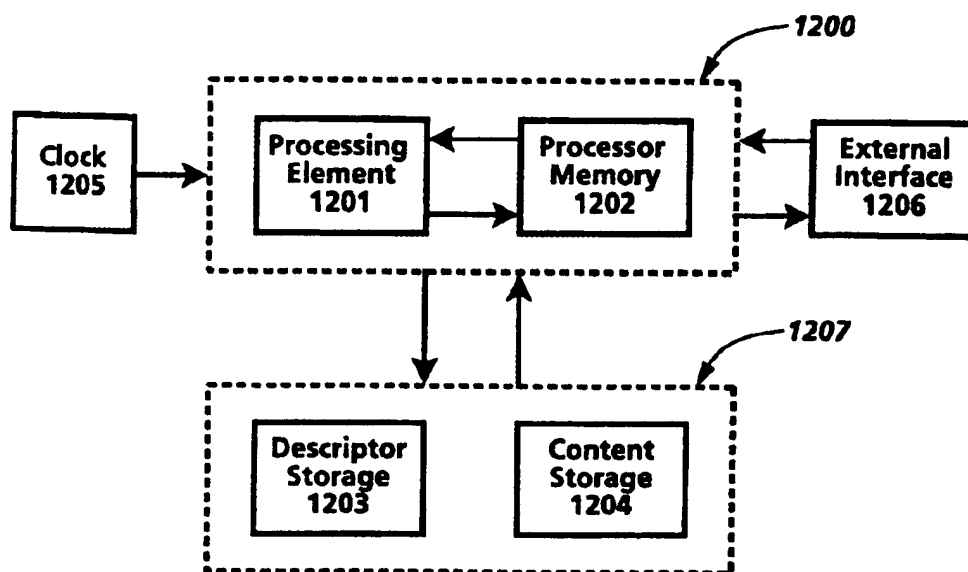 1200
Clock
1205
Processing
Element
1201
Processor
Memory
1202
External
Interface
1206
1207
Descriptor
Storage
1203
Content
Storage
1204